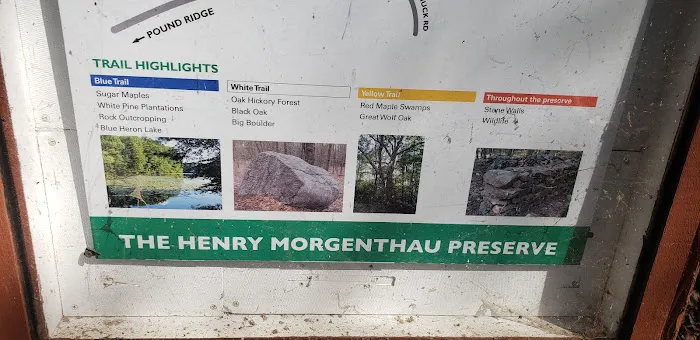 ← POUND RIDGE
UCK RD
TRAIL HIGHLIGHTS
Blue Trail
Sugar Maples
White Pine Plantations
Rock Outcropping
Blue Heron Lake
White Trail
Oak Hickory Forest
Black Oak
Big Boulder
Yellow Trail
Red Maple Swamps
Great Wolf Oak
Throughout the preserve
Stone Walls
Wildlife
THE HENRY MORGENTHAU PRESERVE